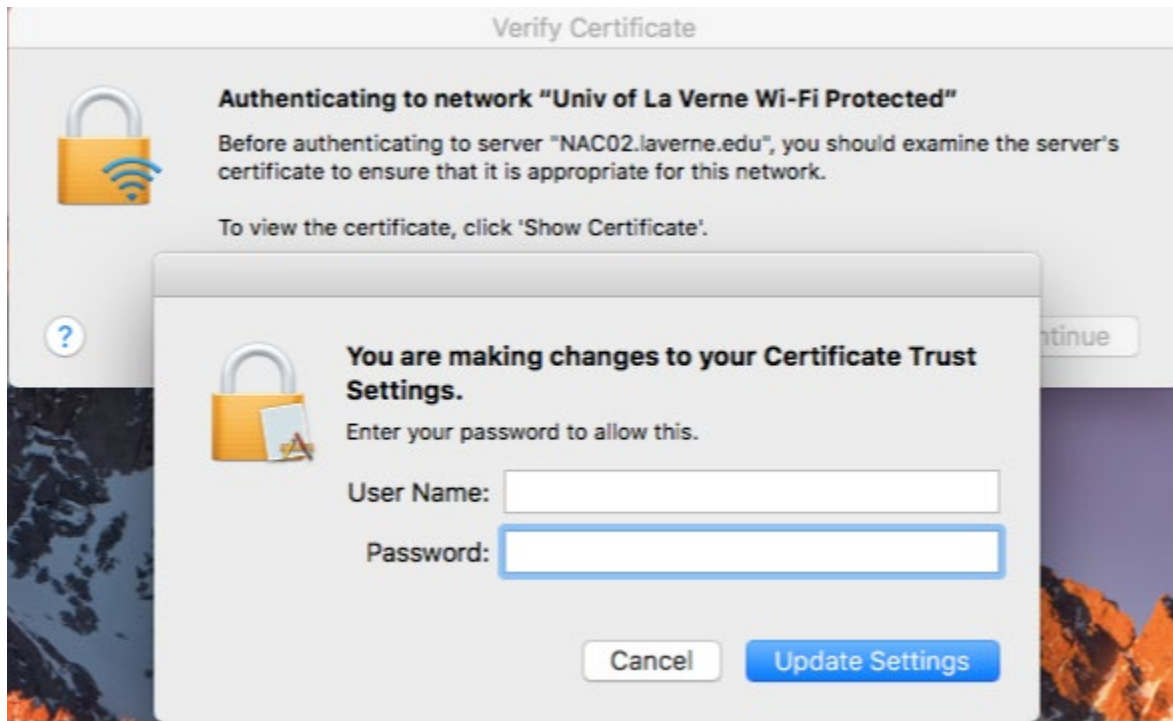 Verify Certificate
Authenticating to network “Univ of La Verne Wi-Fi Protected”
Before authenticating to server "NAC02.laverne.edu", you should examine the server's
certificate to ensure that it is appropriate for this network.
To view the certificate, click 'Show Certificate'.
?
ntinue
You are making changes to your Certificate Trust
Settings.
Enter your password to allow this.
User Name:
Password:
Cancel
Update Settings